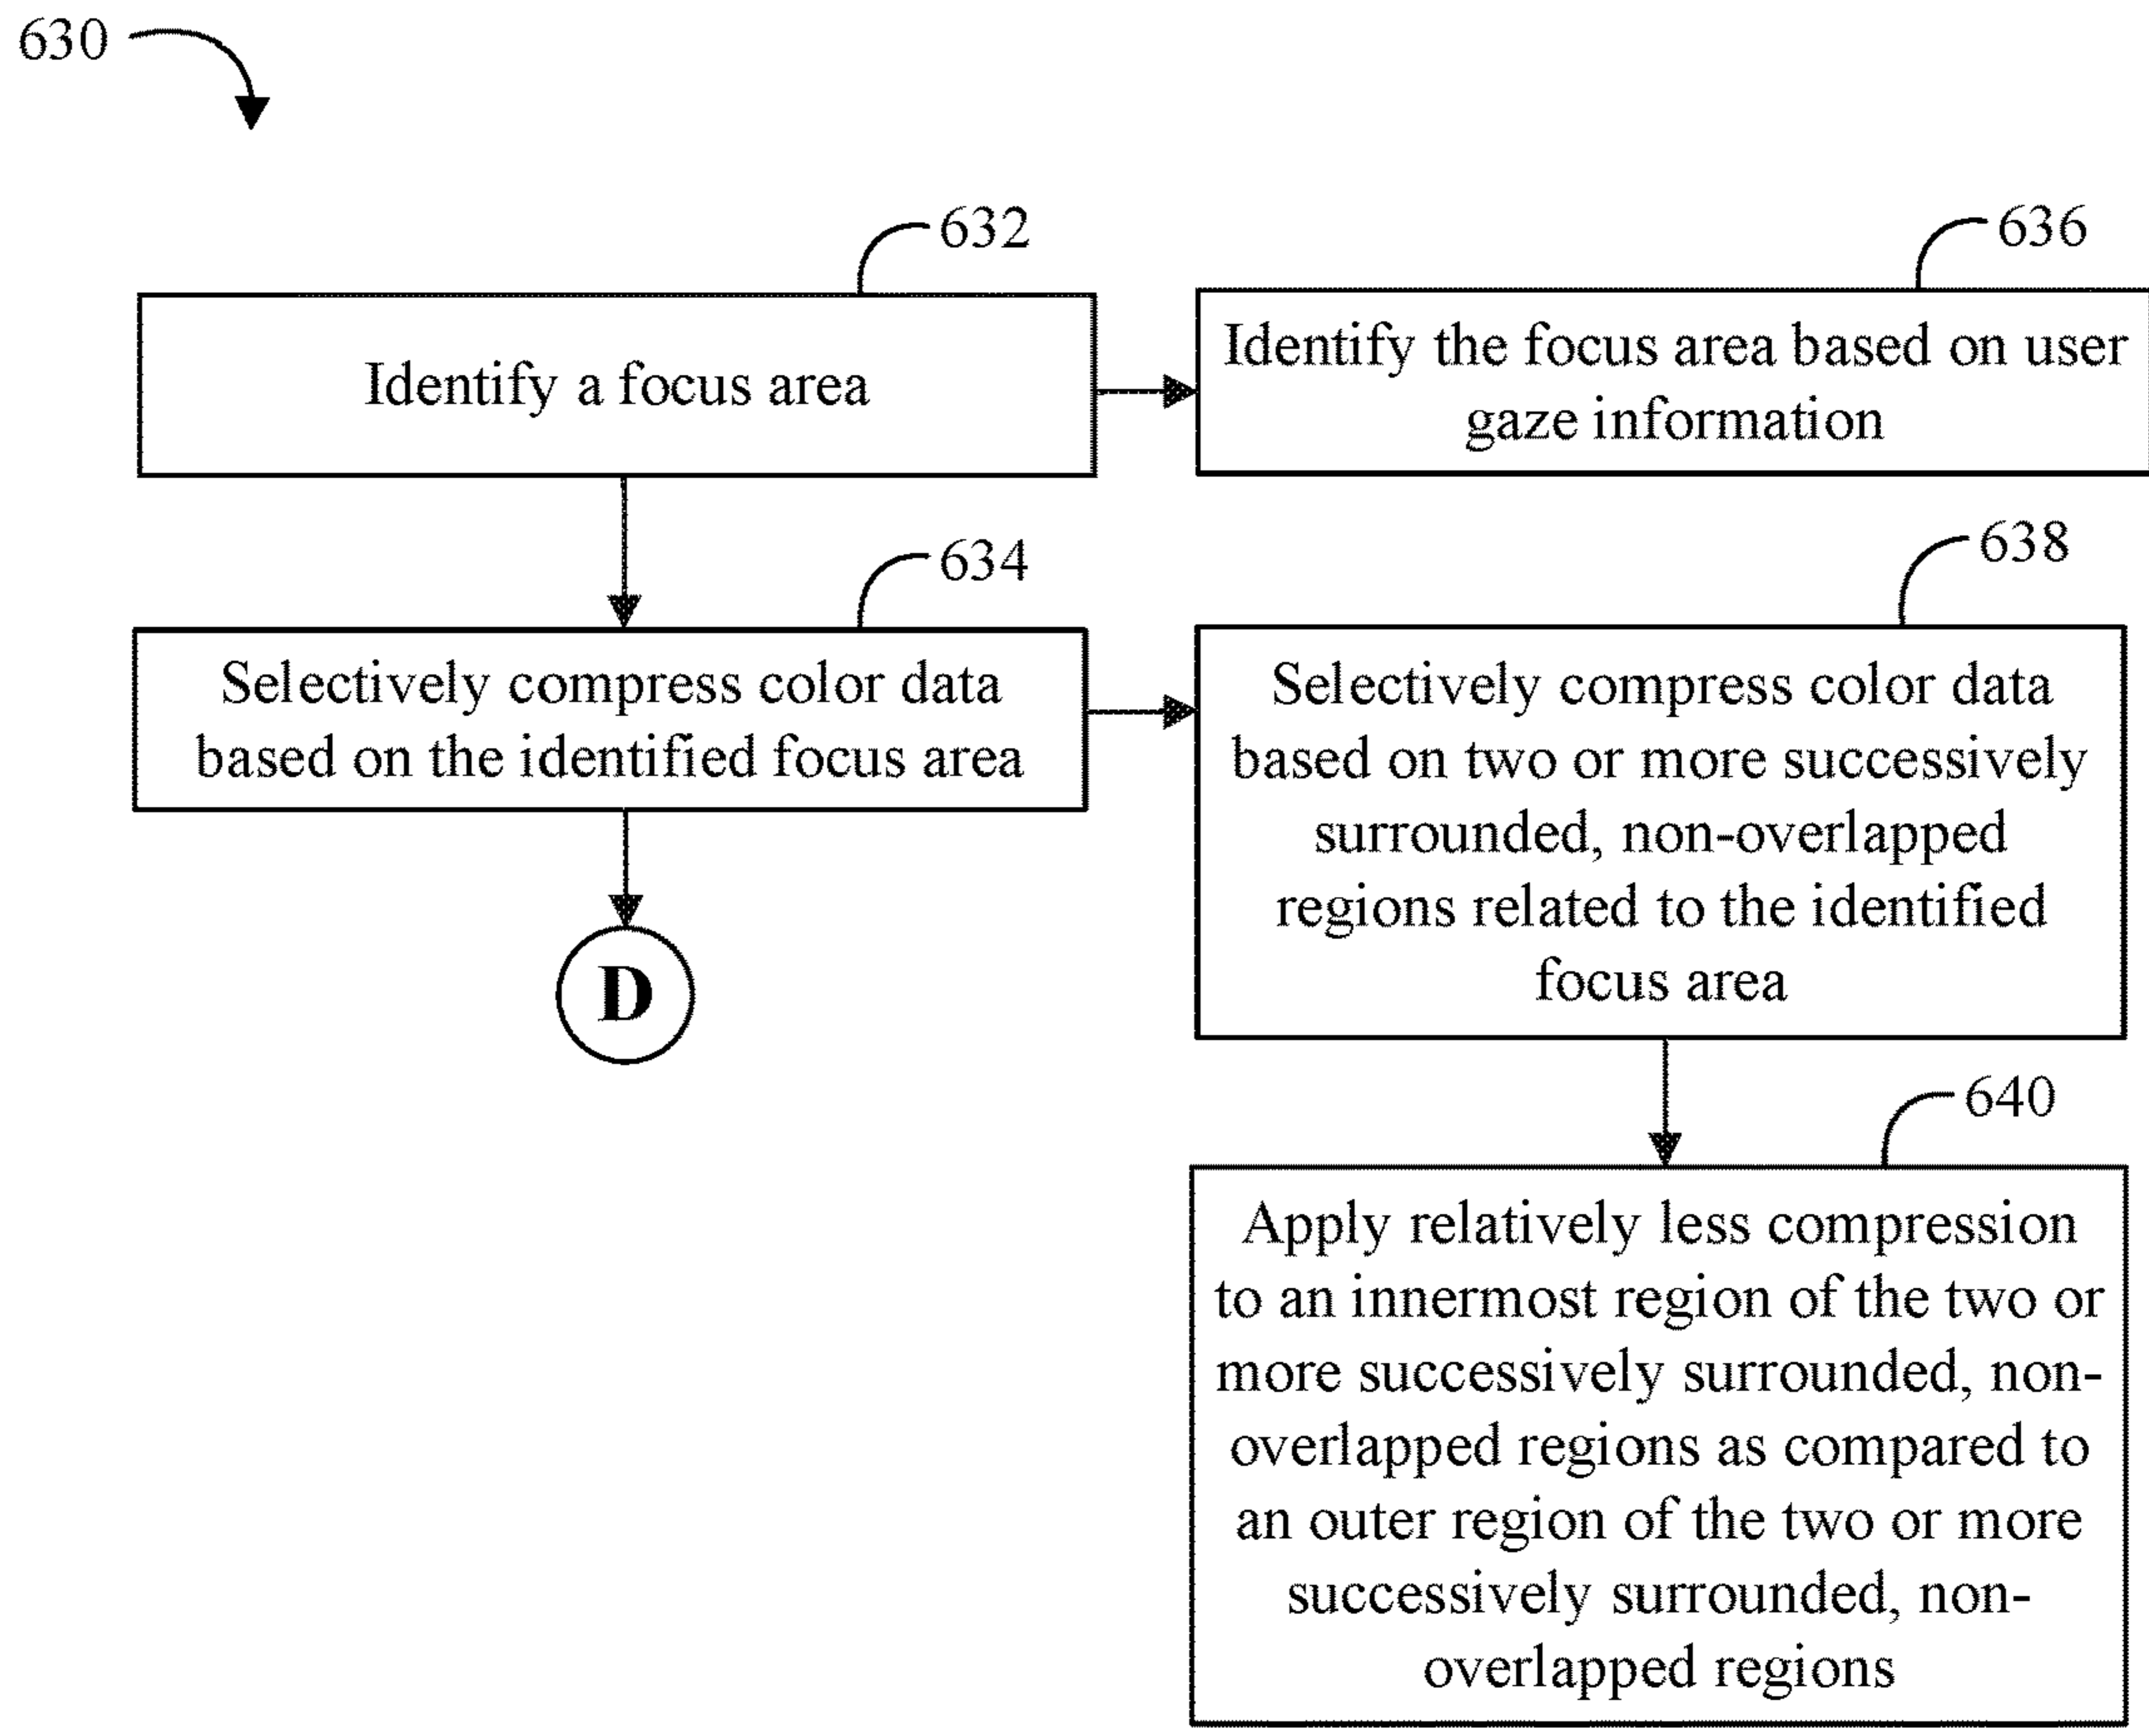 630
632
Identify a focus area
636
Identify the focus area based on user
gaze information
634
Selectively compress color data
based on the identified focus area
638
Selectively compress color data
based on two or more successively
surrounded, non-overlapped
regions related to the identified
focus area
D
640
Apply relatively less compression
to an innermost region of the two or
more successively surrounded, non-
overlapped regions as compared to
an outer region of the two or more
successively surrounded, non-
overlapped regions